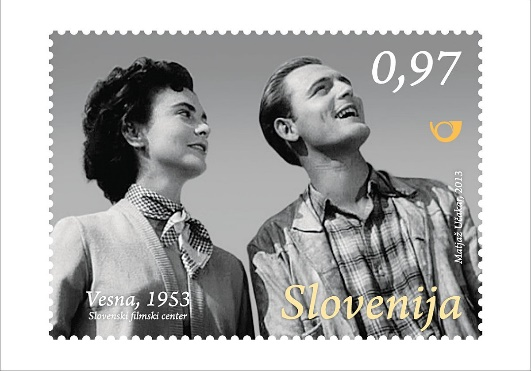 0,97
Matjaž Učakar, 2013
Vesna, 1953
Slovenski filmski center
Slovenija